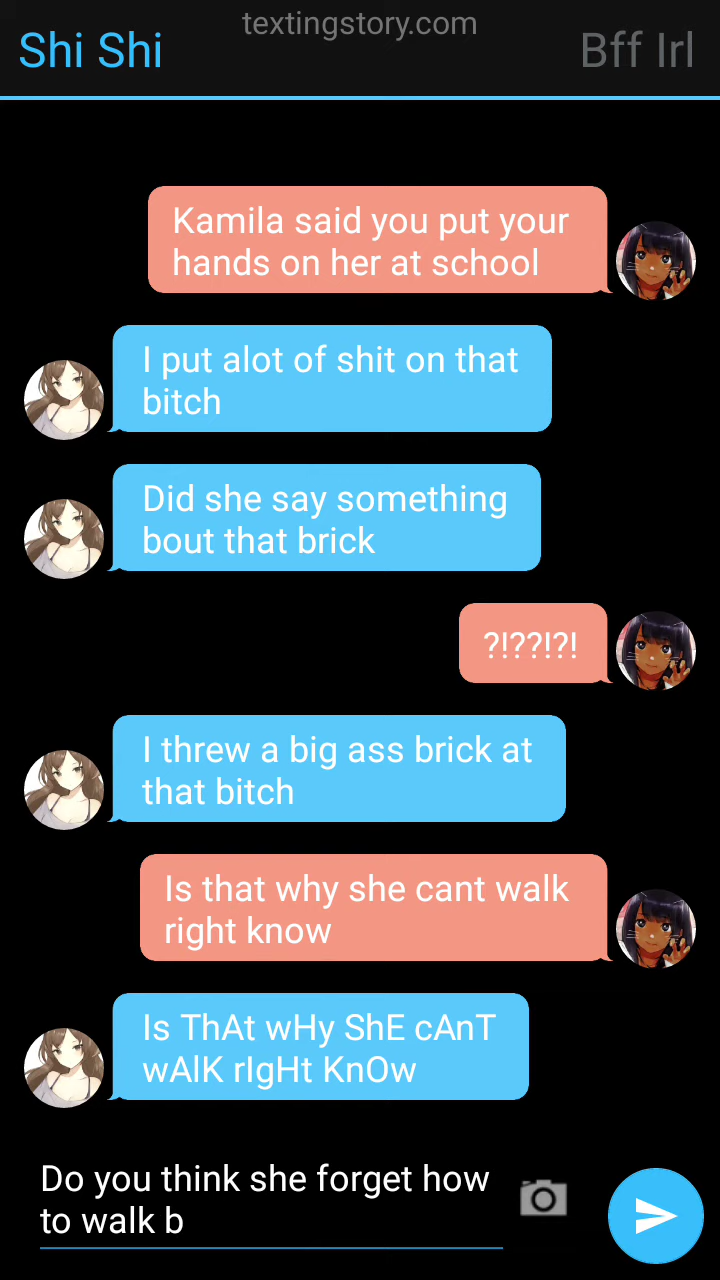 textingstory.com
Shi Shi
Bff Irl
Kamila said you put your
hands on her at school
I put alot of shit on that
bitch
Did she say something
bout that brick
?!??!?!
I threw a big ass brick at
that bitch
Is that why she cant walk
right know
Is ThAt wHy ShE cAnT
wAlK rIgHt KnOw
Do you think she forget how
to walk b